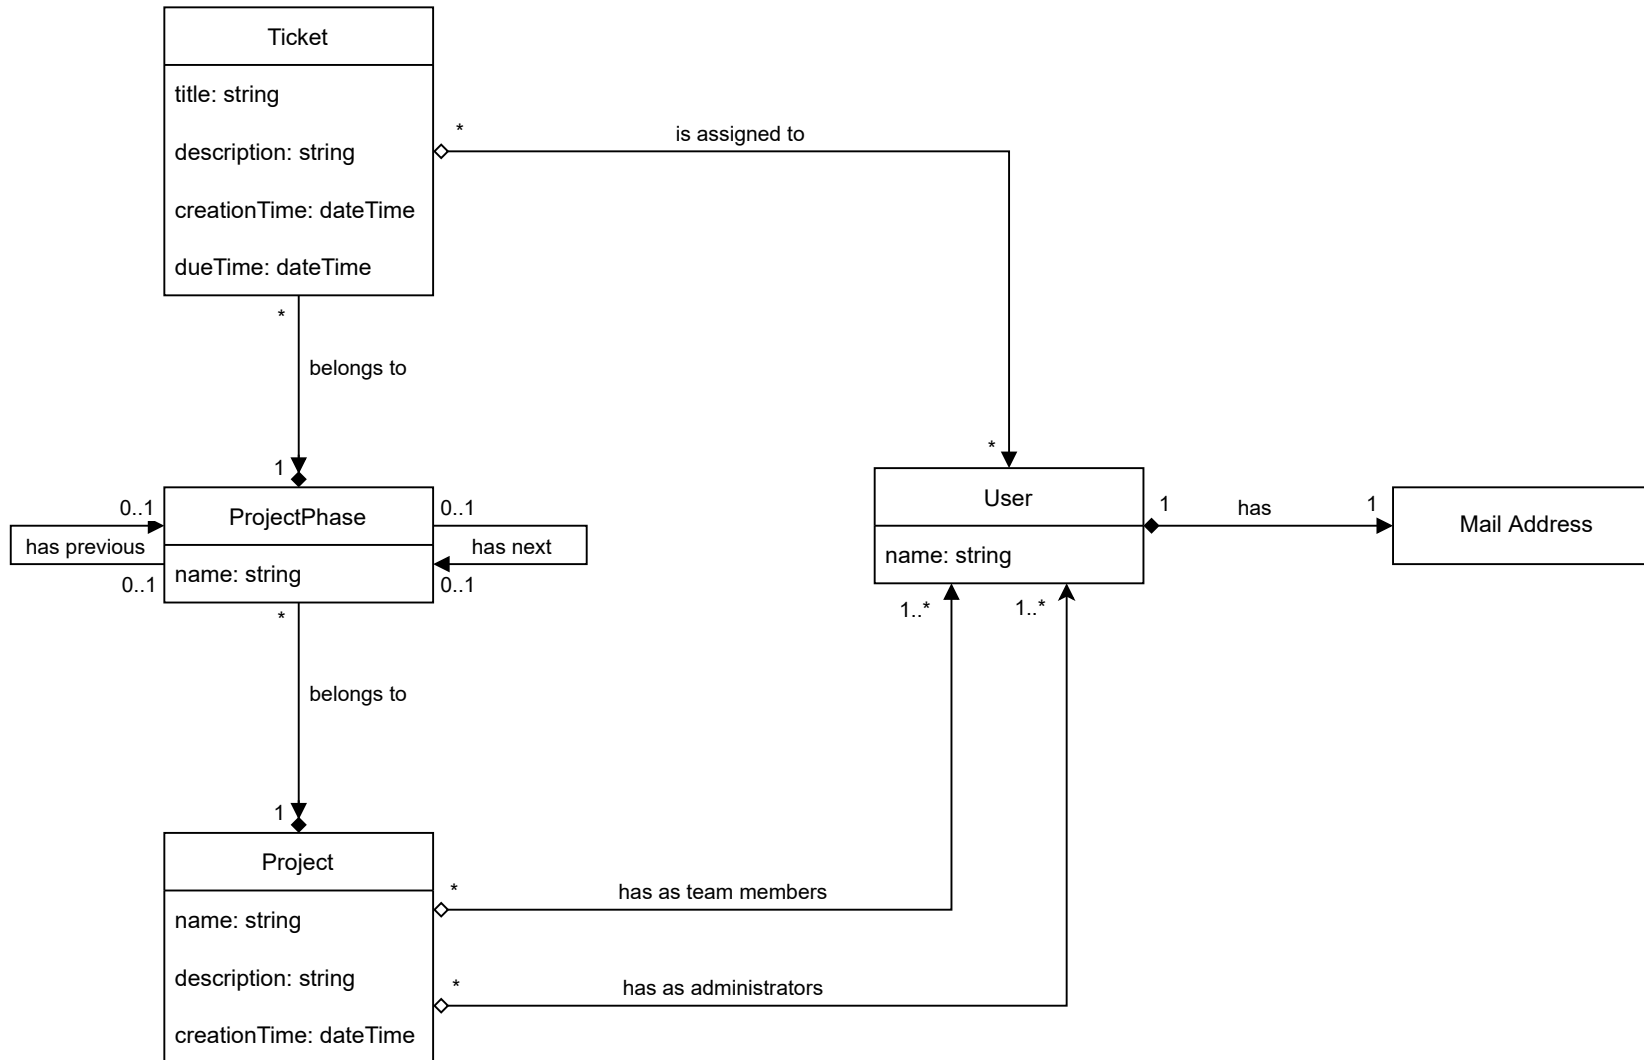 Ticket
title: string
description: string
creationTime: dateTime
dueTime: dateTime
*
is assigned to
*
*
belongs to
1
ProjectPhase
name: string
0..1
has previous
0..1
0..1
has next
0..1
User
name: string
1
has
1
Mail Address
1..*
1..*
*
belongs to
1
Project
name: string
description: string
creationTime: dateTime
*
has as team members
*
has as administrators